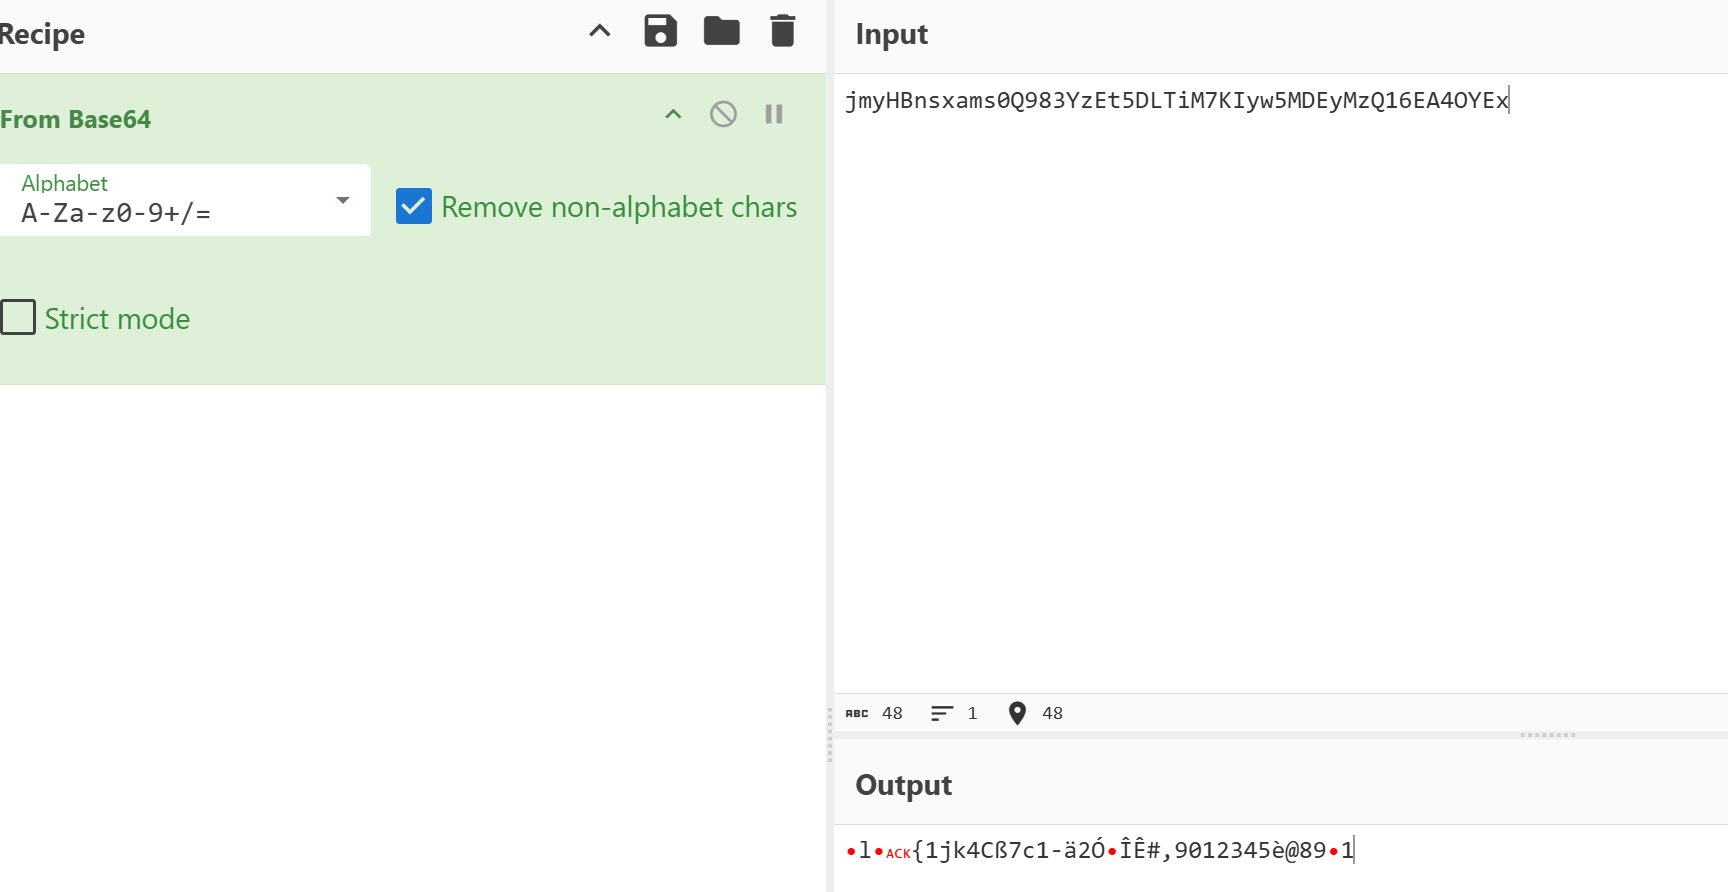 Recipe
From Base64
Alphabet
A-Za-z0-9+/=
Remove non-alphabet chars
Strict mode
Input
jmyHBnsxams0Q983YzEt5DLTiM7KIyw5MDEyMzQ16EA4OYEx
ABC 48 1 48
Output
•l•ACK{1jk4Cß7c1-ä2Ó•ÎÊ#,9012345è@89•1